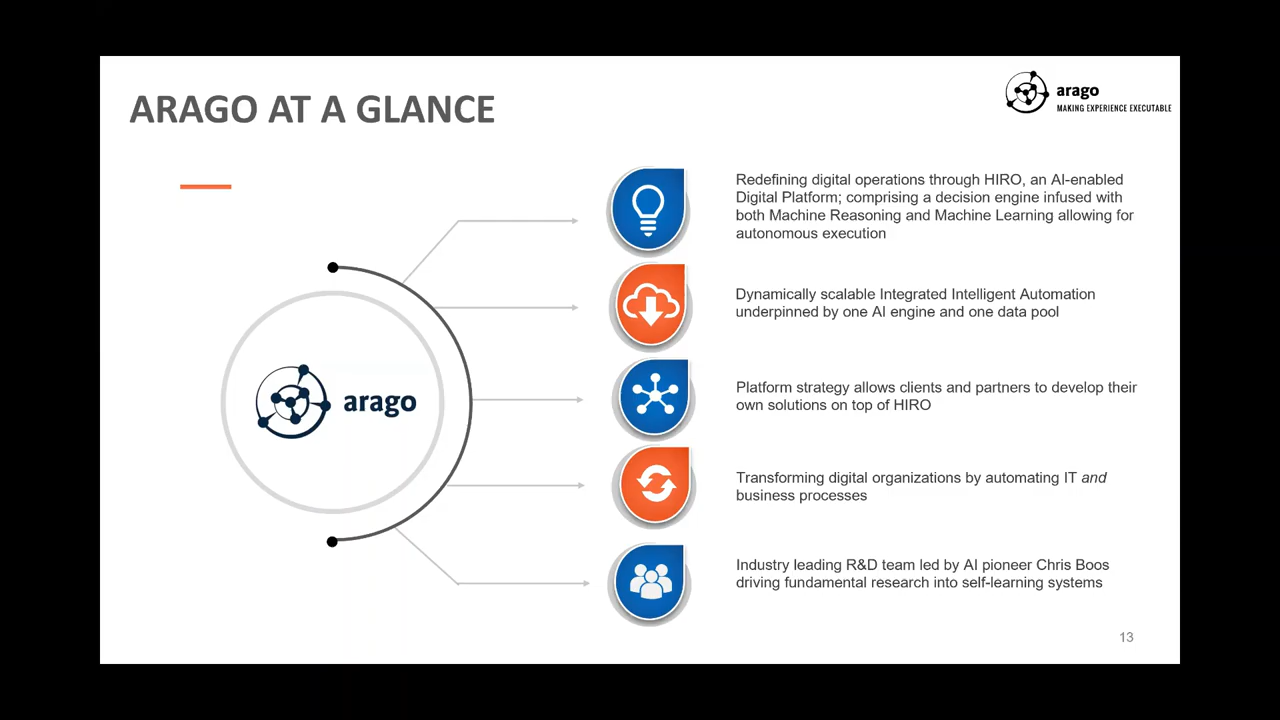 ARAGO AT A GLANCE
arago
MAKING EXPERIENCE EXECUTABLE
Redefining digital operations through HIRO, an AI-enabled
Digital Platform; comprising a decision engine infused with
both Machine Reasoning and Machine Learning allowing for
autonomous execution
Dynamically scalable Integrated Intelligent Automation
underpinned by one AI engine and one data pool
arago
Platform strategy allows clients and partners to develop their
own solutions on top of HIRO
Transforming digital organizations by automating IT and
business processes
Industry leading R&D team led by AI pioneer Chris Boos
driving fundamental research into self-learning systems
13